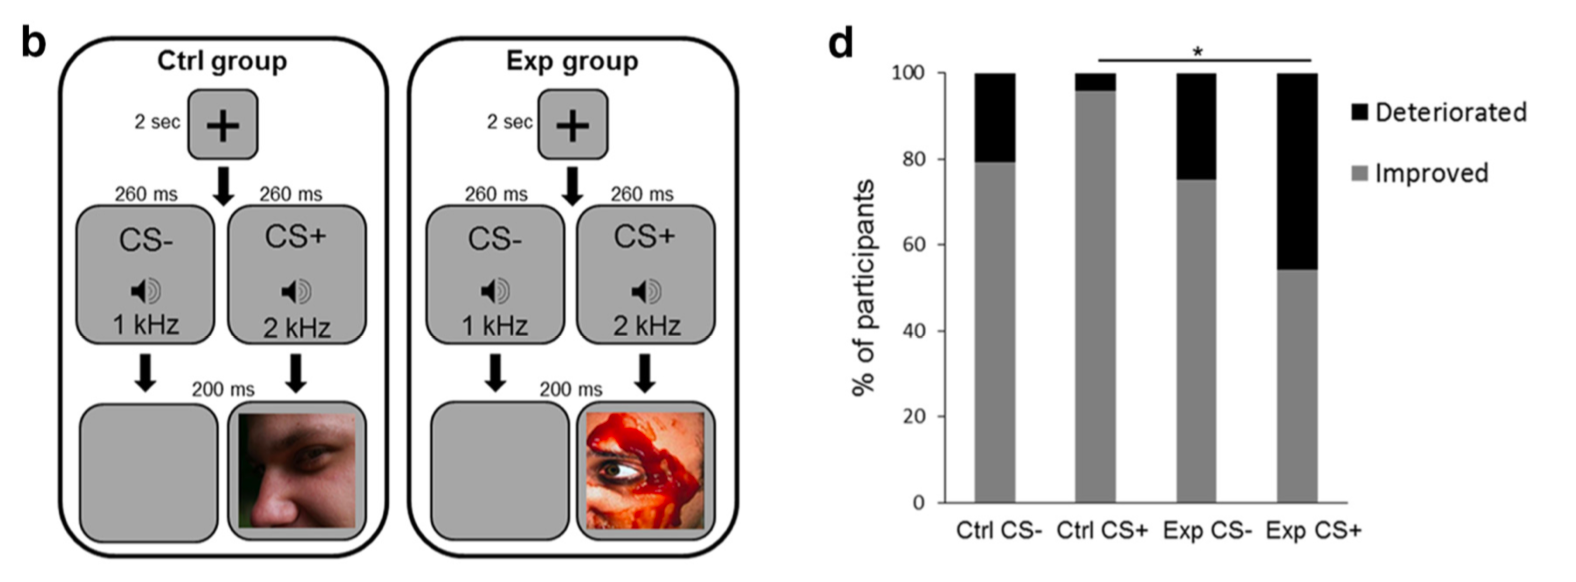 b
Ctrl group
2 sec
+
260 ms 260 ms
CS- CS+
1 kHz 2 kHz
200 ms
Exp group
2 sec
+
260 ms 260 ms
CS- CS+
1 kHz 2 kHz
200 ms
d
*
100
80
60
40
20
0
% of participants
Ctrl CS- Ctrl CS+ Exp CS- Exp CS+
Deteriorated
Improved